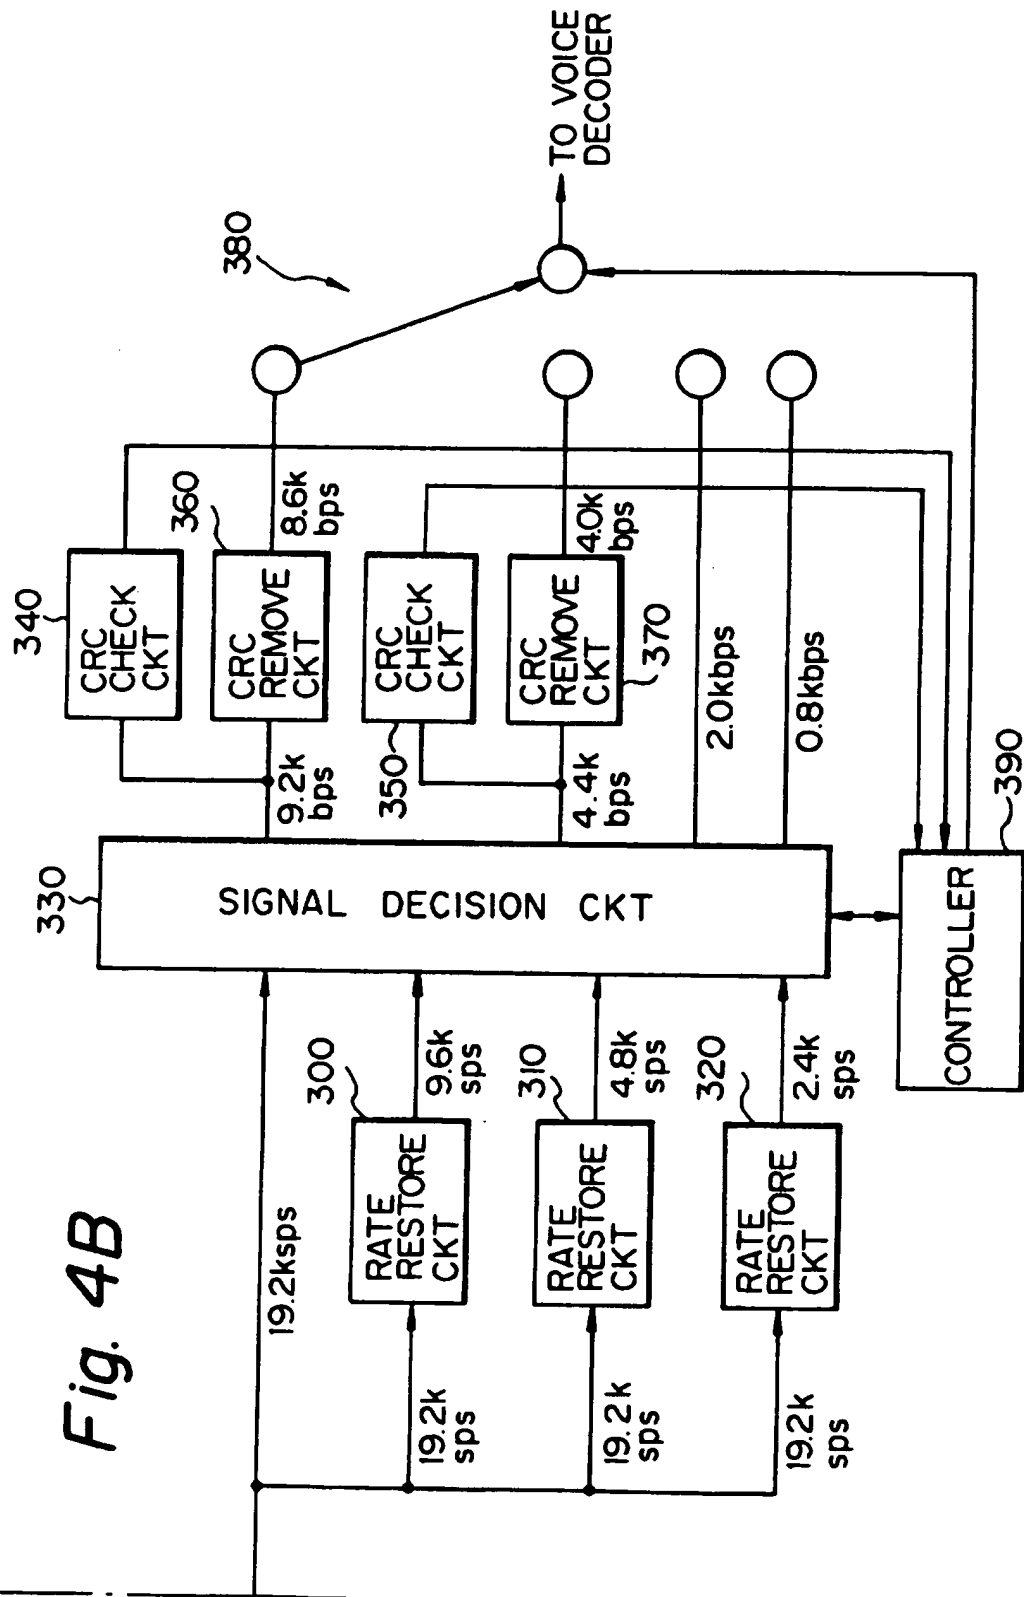 Fig. 4B
19.2ksps
19.2k
sps
19.2k
sps
19.2k
sps
RATE
RESTORE
CKT
300
9.6k
sps
RATE
RESTORE
CKT
310
4.8k
sps
RATE
RESTORE
CKT
320
2.4k
sps
330
SIGNAL DECISION CKT
CONTROLLER
390
9.2k
bps
4.4k
bps
2.0kbps
0.8kbps
340
CRC
CHECK
CKT
360
CRC
REMOVE
CKT
8.6k
bps
350
CRC
CHECK
CKT
370
CRC
REMOVE
CKT
4.0k
bps
380
TO VOICE
DECODER